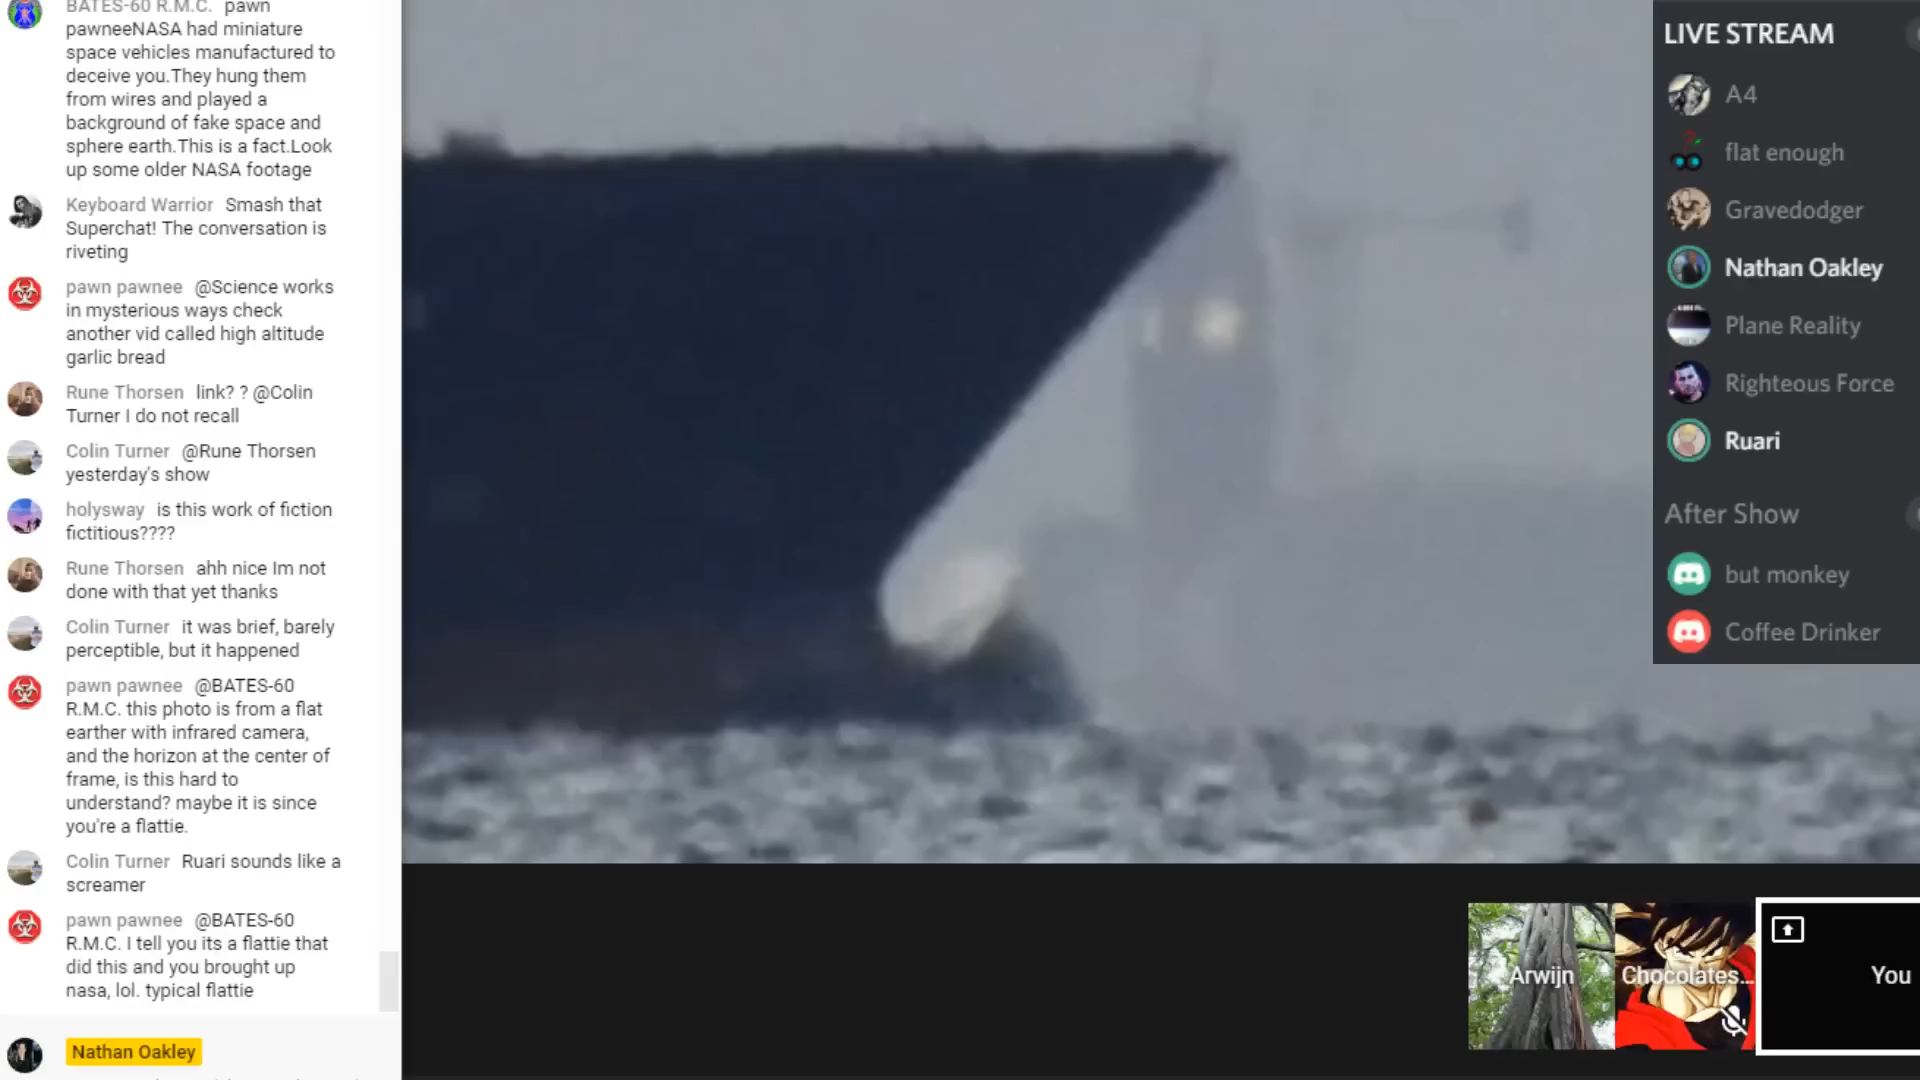 BATES-60 R.M.C. pawn
pawneeNASA had miniature
space vehicles manufactured to
deceive you.They hung them
from wires and played a
background of fake space and
sphere earth.This is a fact.Look
up some older NASA footage
Keyboard Warrior Smash that
Superchat! The conversation is
riveting
pawn pawnee @Science works
in mysterious ways check
another vid called high altitude
garlic bread
Rune Thorsen link? ? @Colin
Turner I do not recall
Colin Turner @Rune Thorsen
yesterday's show
holysway is this work of fiction
fictitious????
Rune Thorsen ahh nice Im not
done with that yet thanks
Colin Turner it was brief, barely
perceptible, but it happened
pawn pawnee @BATES-60
R.M.C. this photo is from a flat
earther with infrared camera,
and the horizon at the center of
frame, is this hard to
understand? maybe it is since
you're a flattie.
Colin Turner Ruari sounds like a
screamer
pawn pawnee @BATES-60
R.M.C. I tell you its a flattie that
did this and you brought up
nasa, lol. typical flattie
Nathan Oakley
LIVE STREAM
A4
flat enough
Gravedodger
Nathan Oakley
Plane Reality
Righteous Force
Ruari
After Show
but monkey
Coffee Drinker
Arwijn
Chocolates...
You